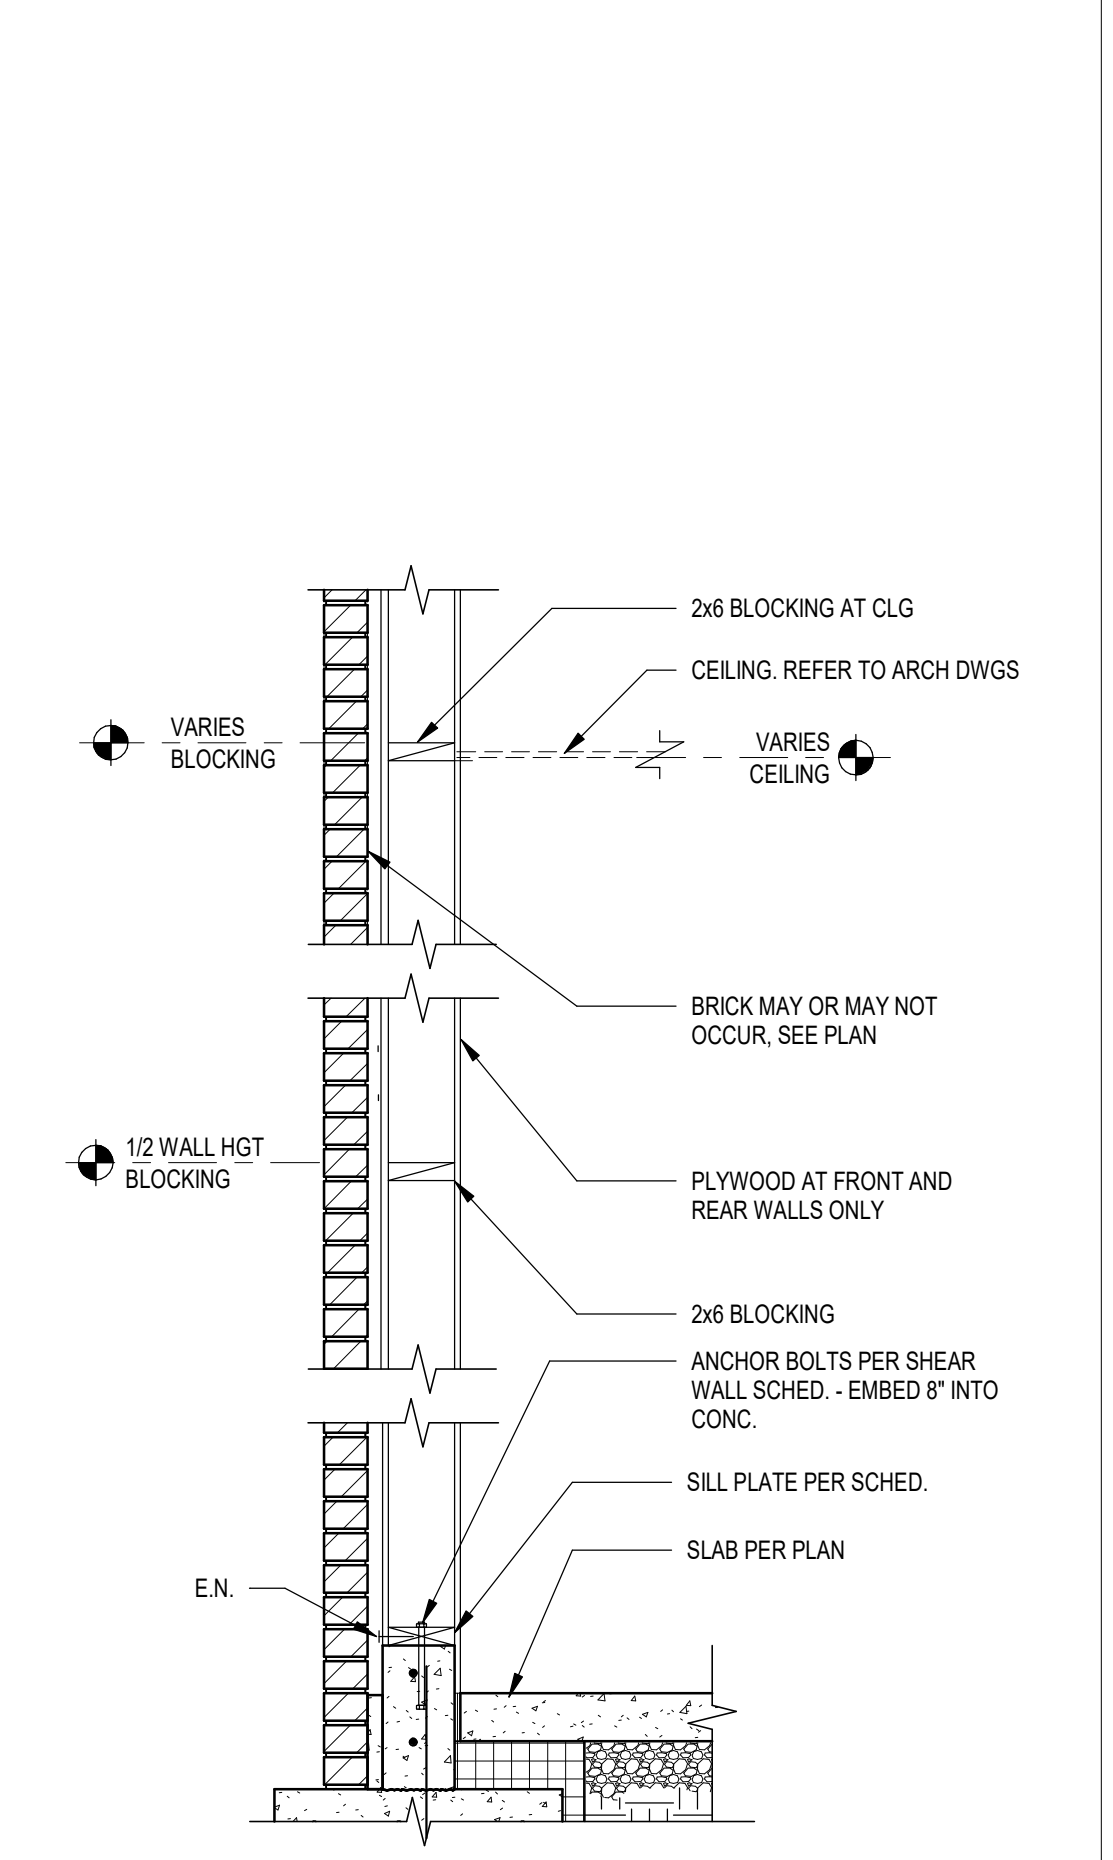 2x6 BLOCKING AT CLG
CEILING. REFER TO ARCH DWGS
VARIES
BLOCKING
VARIES
CEILING
BRICK MAY OR MAY NOT
OCCUR, SEE PLAN
1/2 WALL HGT
BLOCKING
PLYWOOD AT FRONT AND
REAR WALLS ONLY
2x6 BLOCKING
ANCHOR BOLTS PER SHEAR
WALL SCHED. - EMBED 8" INTO
CONC.
SILL PLATE PER SCHED.
SLAB PER PLAN
E.N.